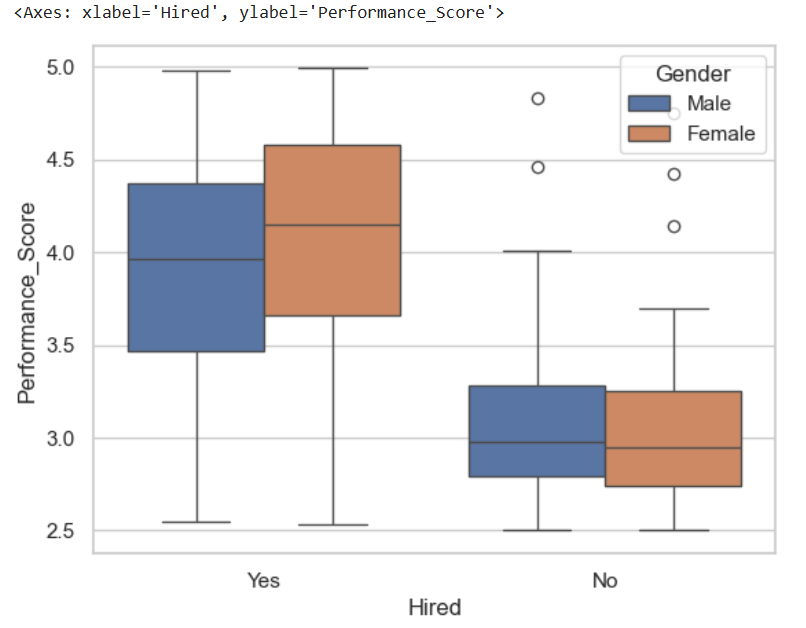 <Axes: xlabel='Hired', ylabel='Performance_Score'>
Gender
Male
Female
5.0
4.5
4.0
3.5
3.0
2.5
Performance_Score
Yes No
Hired